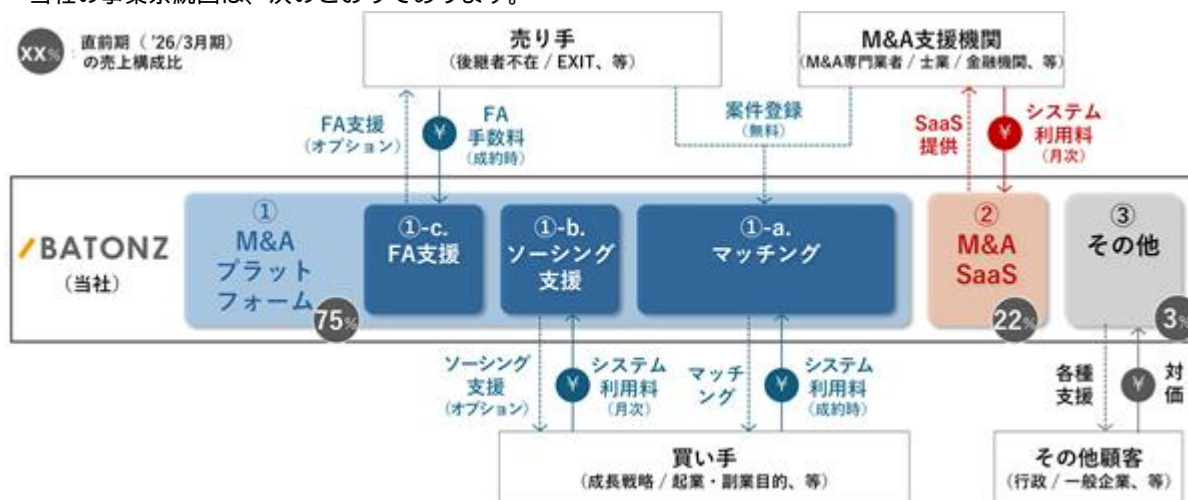 当社の事業系統図は、次のとおりであります。
XX%
直前期（ '26/3月期）
の売上構成比
売り手
（後継者不在 / EXIT、等）
M&A支援機関
（M&A専門業者 / 士業 / 金融機関、等）
FA支援
（オプション）
¥
FA
手数料
（成約時）
案件登録
（無料）
SaaS
提供
¥
システム
利用料
（月次）
BATONZ
（当社）
①
M&A
プラット
フォーム
75%
①-c.
FA支援
①-b.
ソーシング
支援
①-a.
マッチング
②
M&A
SaaS
22%
③
その他
3%
ソーシング
支援
（オプション）
¥
システム
利用料
（月次）
マッチ
ング
¥
システム
利用料
（成約時）
各種
支援
¥
対
価
買い手
（成長戦略 / 起業・副業目的、等）
その他顧客
（行政 / 一般企業、等）